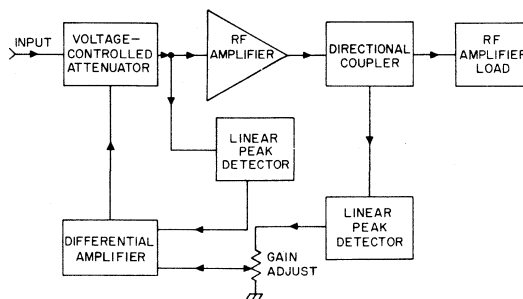 INPUT
VOLTAGE-
CONTROLLED
ATTENUATOR
RF
AMPLIFIER
DIRECTIONAL
COUPLER
RF
AMPLIFIER
LOAD
LINEAR
PEAK
DETECTOR
LINEAR
PEAK
DETECTOR
DIFFERENTIAL
AMPLIFIER
GAIN
ADJUST